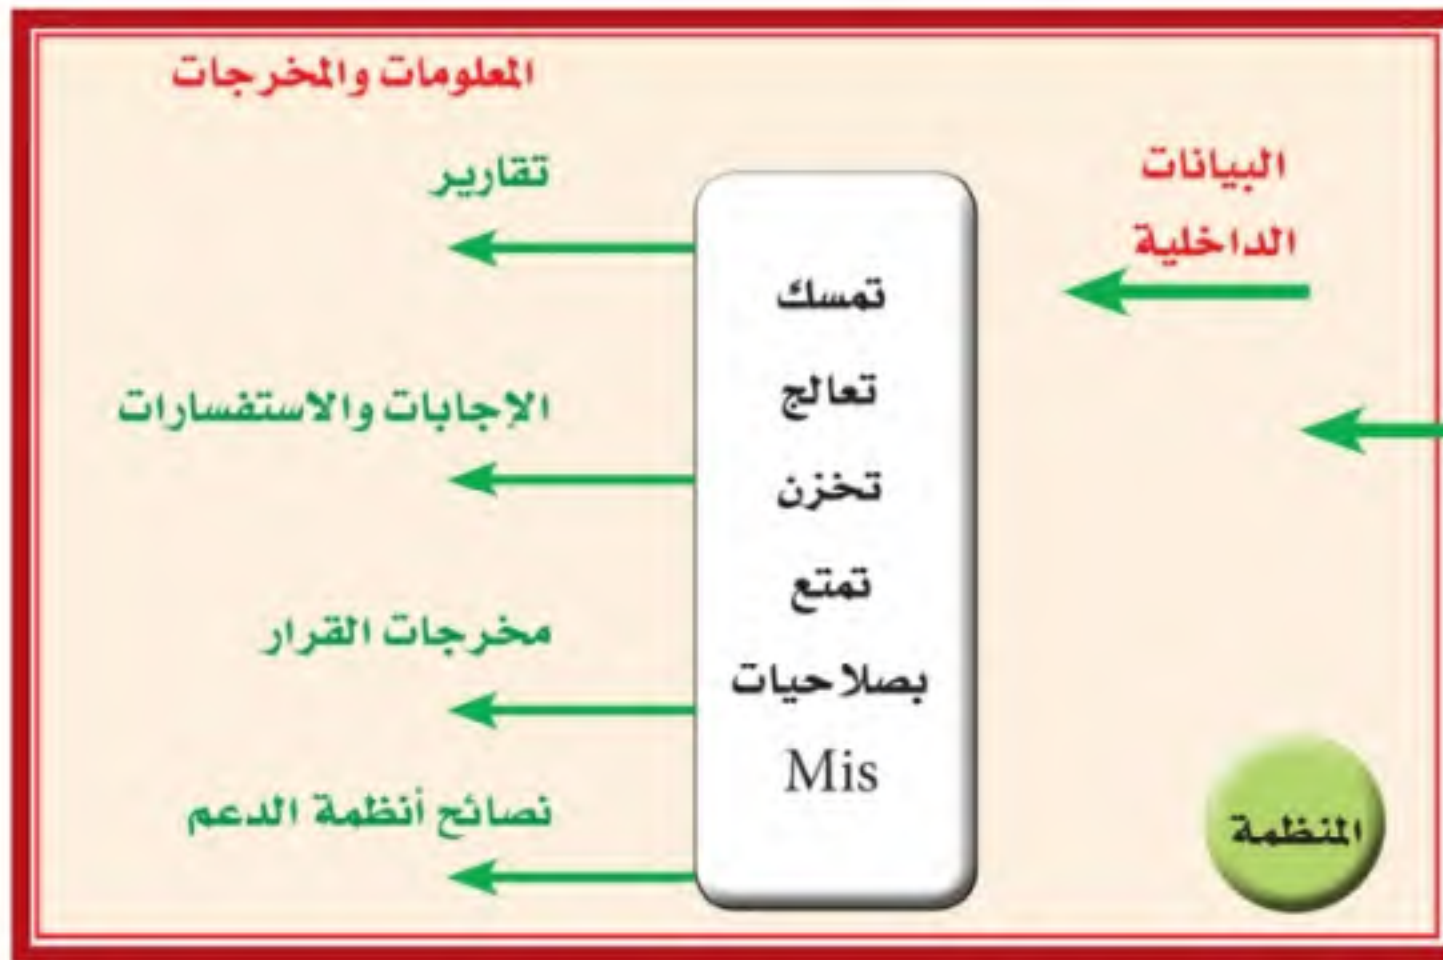 المعلومات والمخرجات
البيانات
الداخلية
تمسك
تعالج
تخزن
تمتع
بصلاحيات
Mis
تقارير
الإجابات والاستفسارات
مخرجات القرار
نصائح أنظمة الدعم
المنظمة